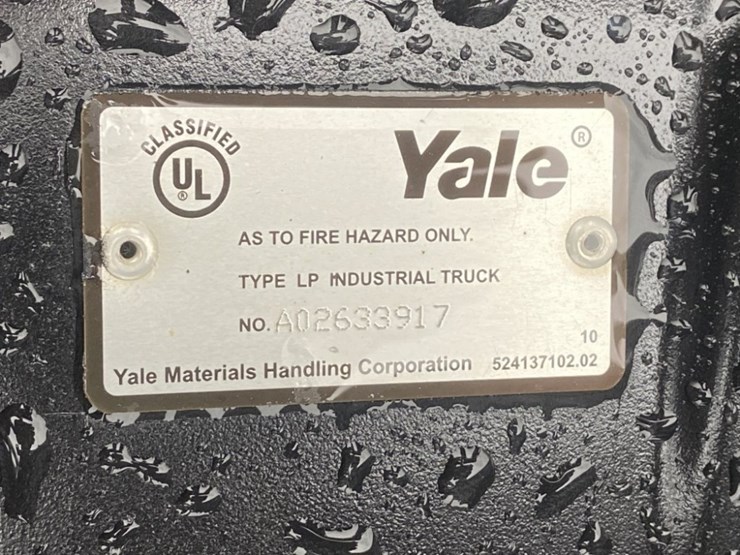 CLASSIFIED
UL ®
Yale ®
AS TO FIRE HAZARD ONLY.
TYPE LP INDUSTRIAL TRUCK
NO. A02633917
10
Yale Materials Handling Corporation 524137102.02